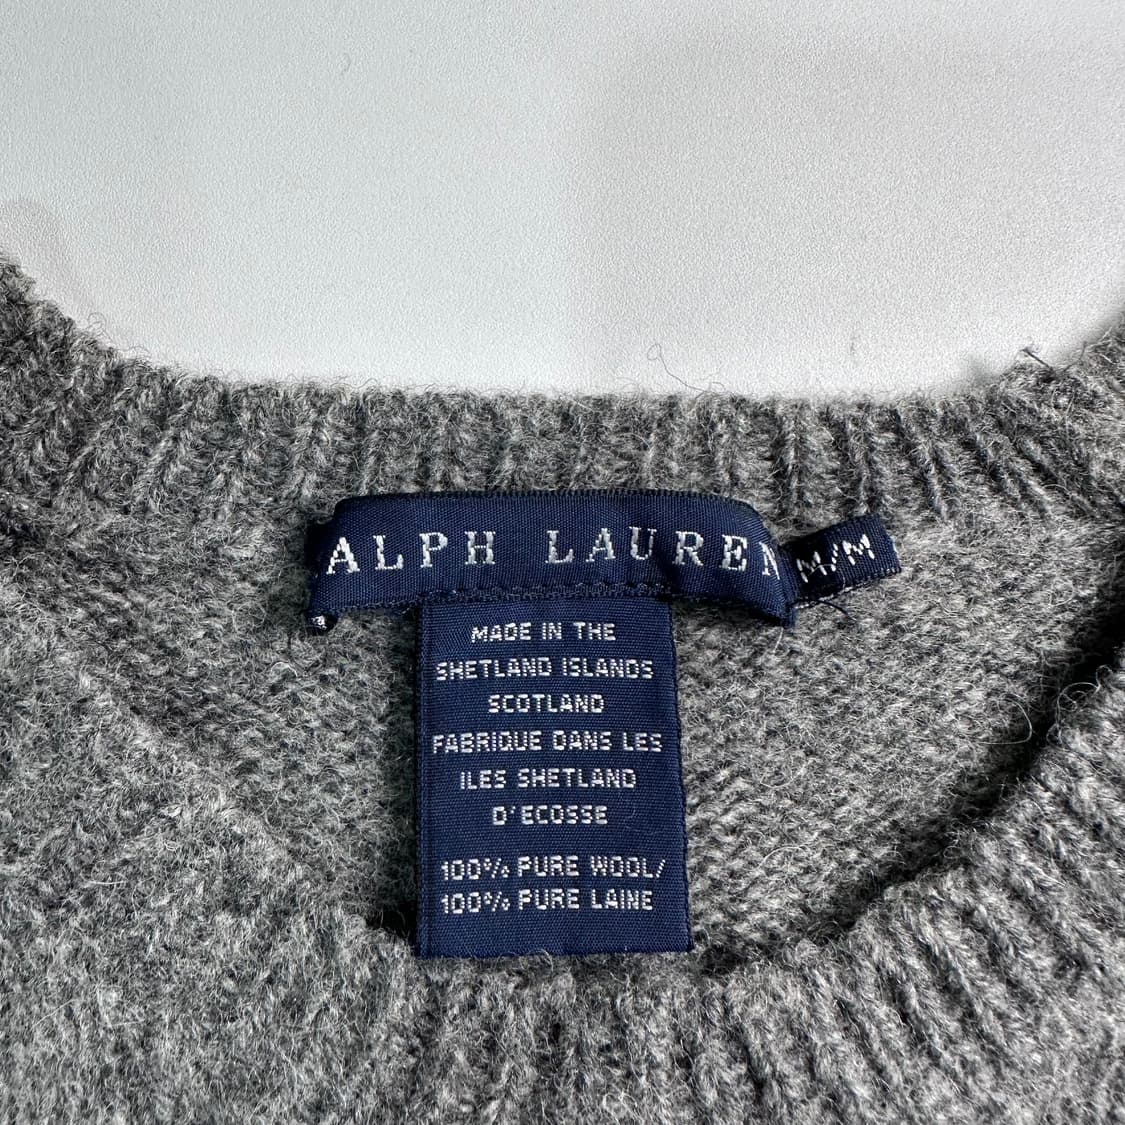 ALPH LAUREN
M/M
MADE IN THE
SHETLAND ISLANDS
SCOTLAND
FABRIQUE DANS LES
ILES SHETLAND
D'ECOSSE
100% PURE WOOL/
100% PURE LAINE